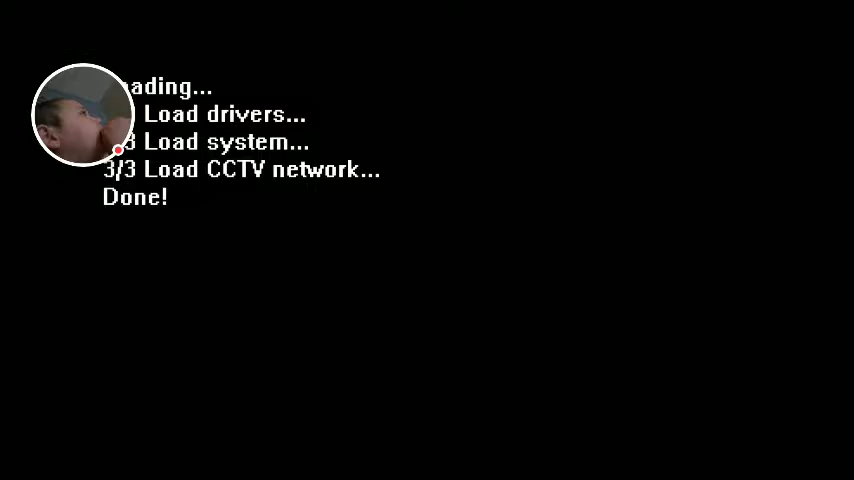 ading...
Load drivers...
3 Load system...
3/3 Load CCTV network...
Done!